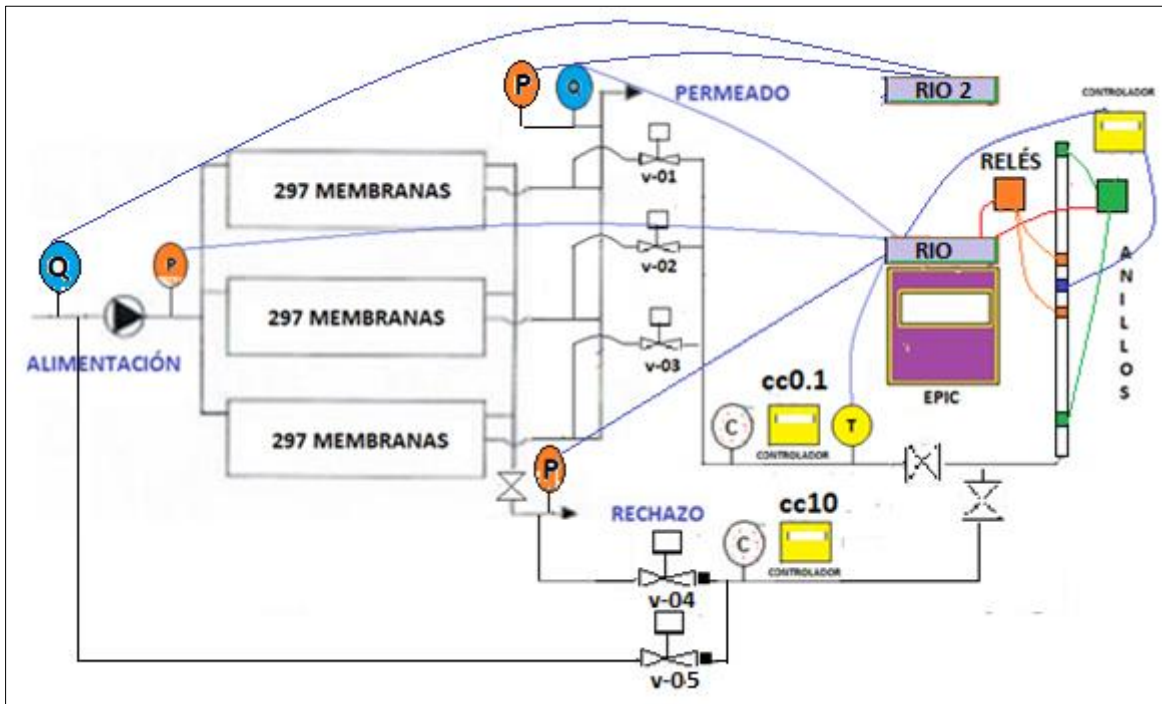 P
Q
PERMEADO
RIO 2
CONTROLADOR
RELÉS
297 MEMBRANAS
v-01
Q
P
v-02
RIO
ANILLOS
297 MEMBRANAS
ALIMENTACIÓN
v-03
EPIC
297 MEMBRANAS
cc0.1
C
T
CONTROLADOR
P
RECHAZO
cc10
C
CONTROLADOR
v-04
v-05